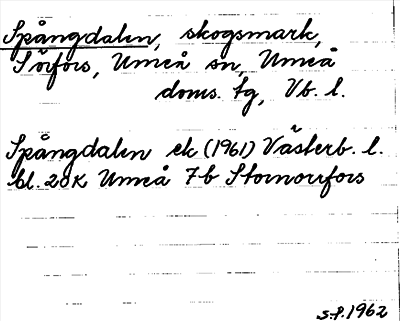 Spångdalen, skogsmark,
Sörfors, Umeå sn, Umeå
doms. tg, Vb. l.
Spångdalen ek (1961) Västerb. l.
bl. 20K Umeå 7b Stornorrfors
S.P. 1962